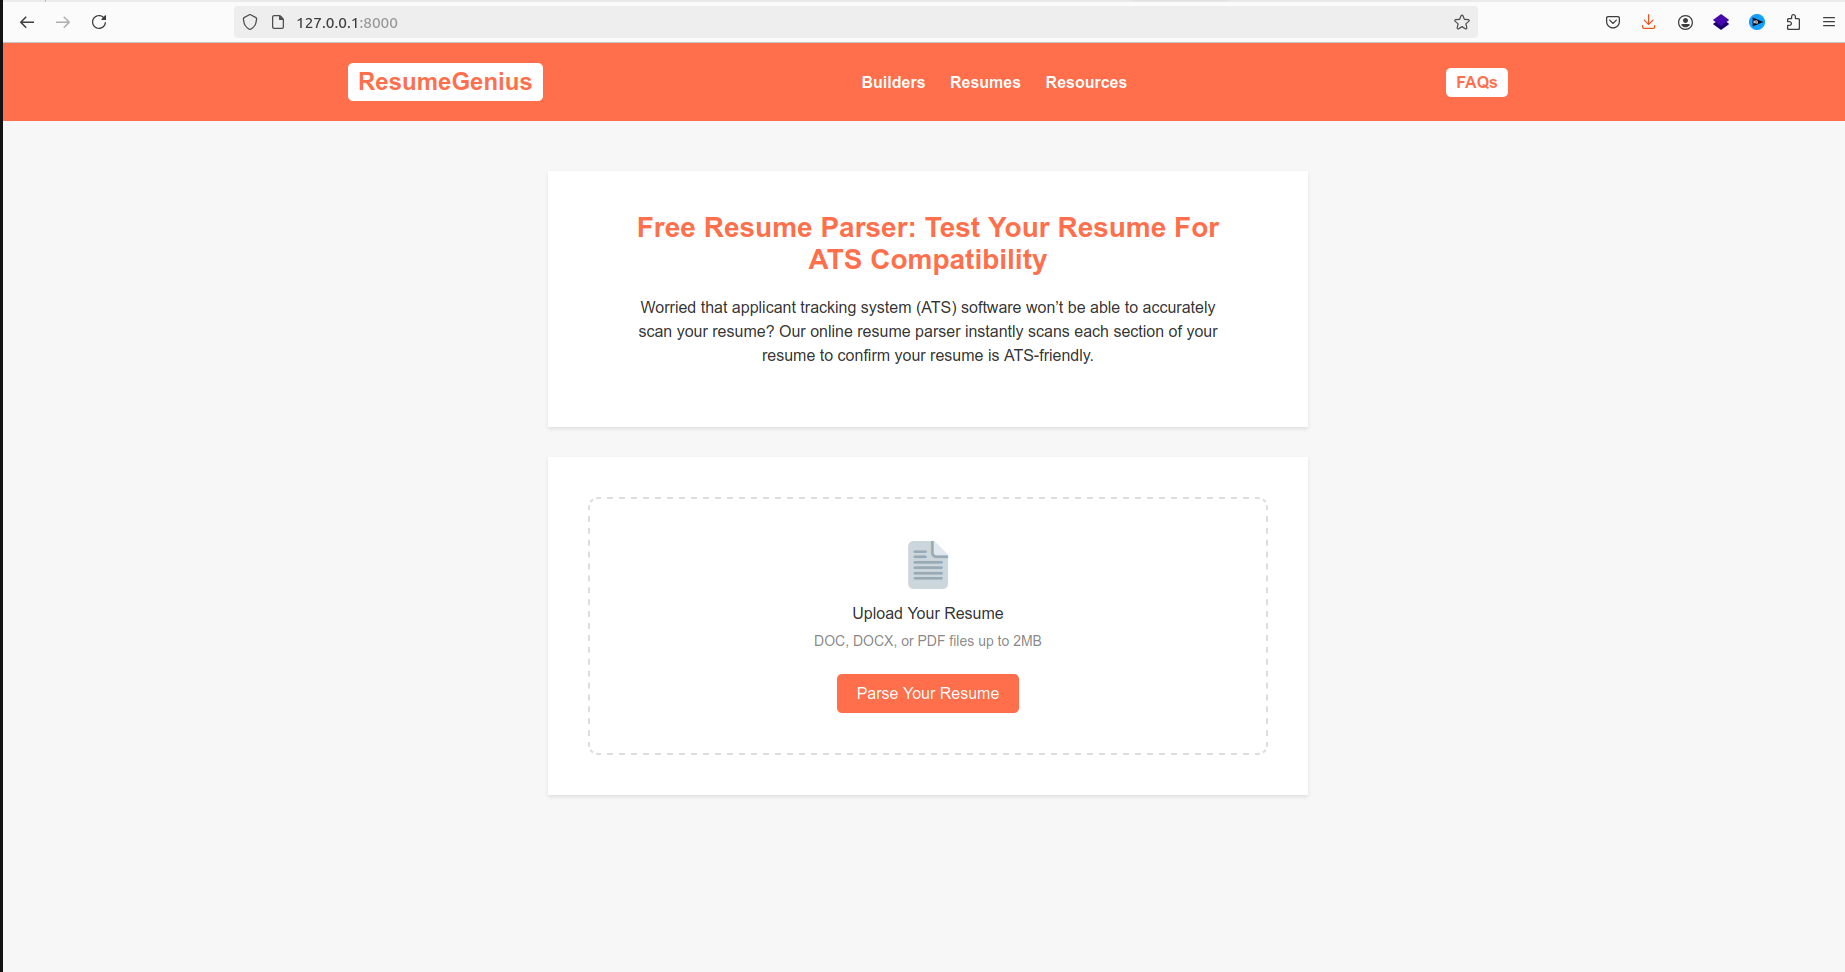 127.0.0.1:8000
ResumeGenius
Builders Resumes Resources
FAQs
Free Resume Parser: Test Your Resume For
ATS Compatibility
Worried that applicant tracking system (ATS) software won’t be able to accurately
scan your resume? Our online resume parser instantly scans each section of your
resume to confirm your resume is ATS-friendly.
Upload Your Resume
DOC, DOCX, or PDF files up to 2MB
Parse Your Resume